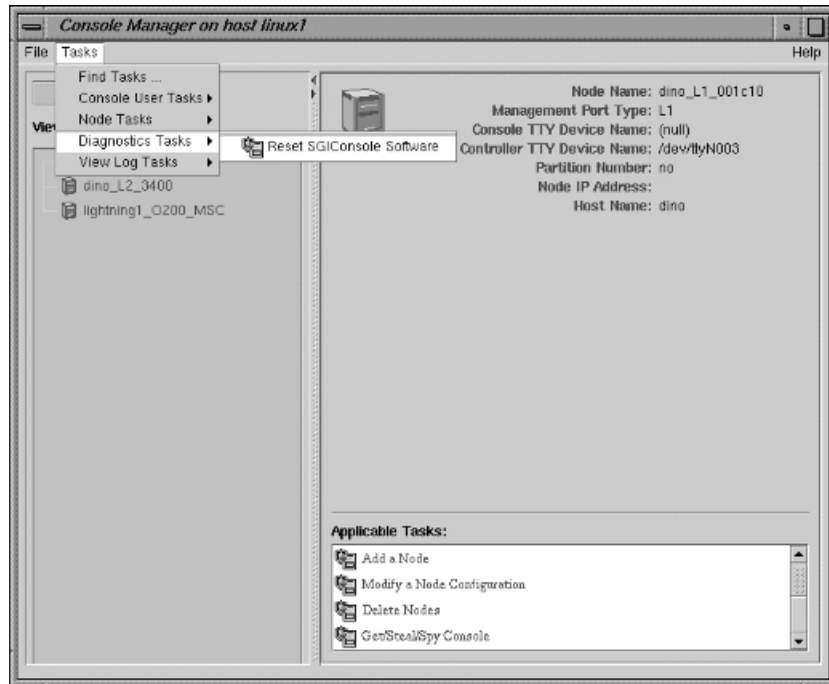 Console Manager on host linux1
File Tasks Help
Find Tasks ...
Console User Tasks
Node Tasks
Diagnostics Tasks
View Log Tasks
Reset SGIConsole Software
dino_L2_3400
lightning1_O200_MSC
Node Name: dino_L1_001c10
Management Port Type: L1
Console TTY Device Name: (null)
Controller TTY Device Name: /dev/ttyN003
Partition Number: no
Node IP Address:
Host Name: dino
Applicable Tasks:
Add a Node
Modify a Node Configuration
Delete Nodes
Get/Steal/Spy Console